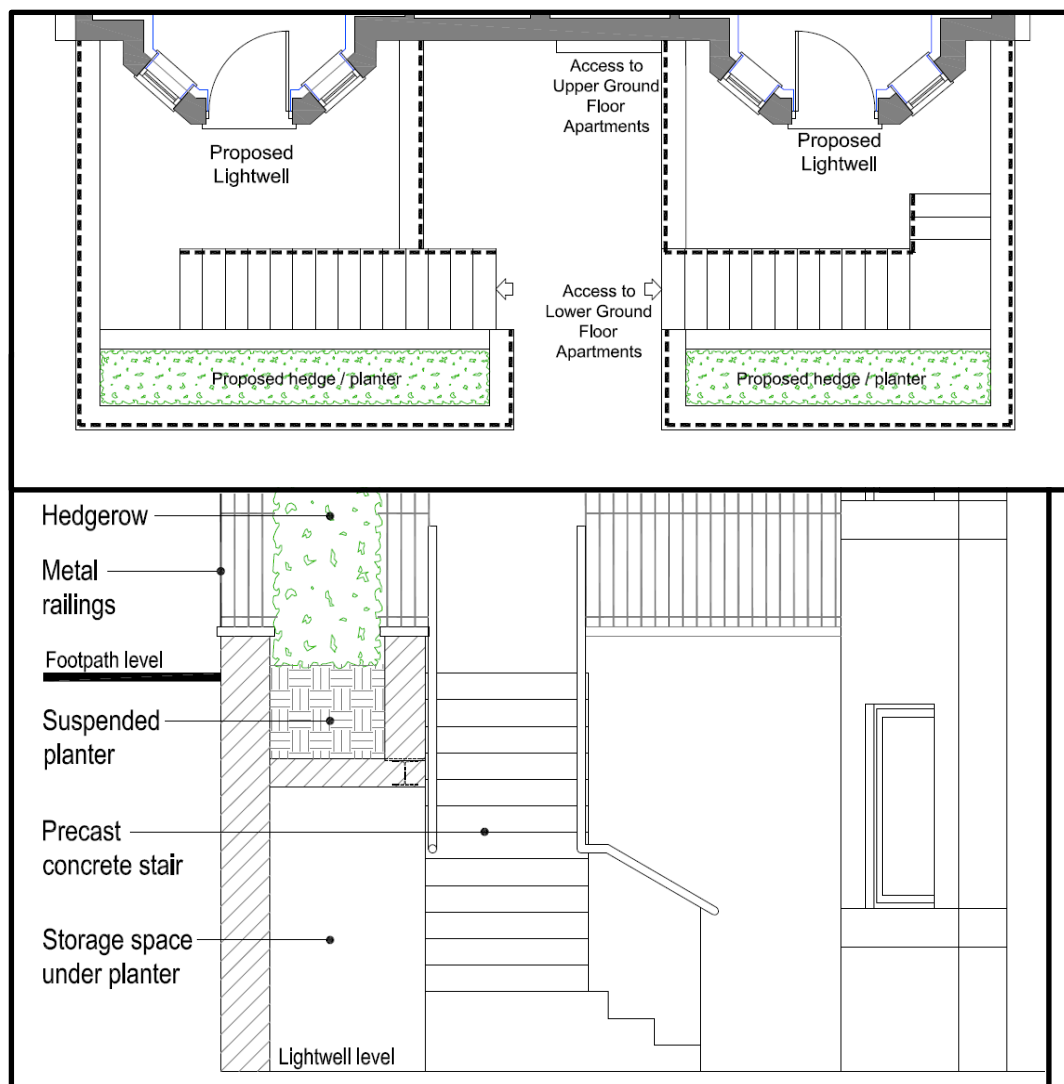 Access to
Upper Ground
Floor
Apartments
Proposed
Lightwell
Proposed
Lightwell
Access to
Lower Ground
Floor
Apartments
Proposed hedge / planter
Proposed hedge / planter
Hedgerow
Metal
railings
Footpath level
Suspended
planter
Precast
concrete stair
Storage space
under planter
Lightwell level